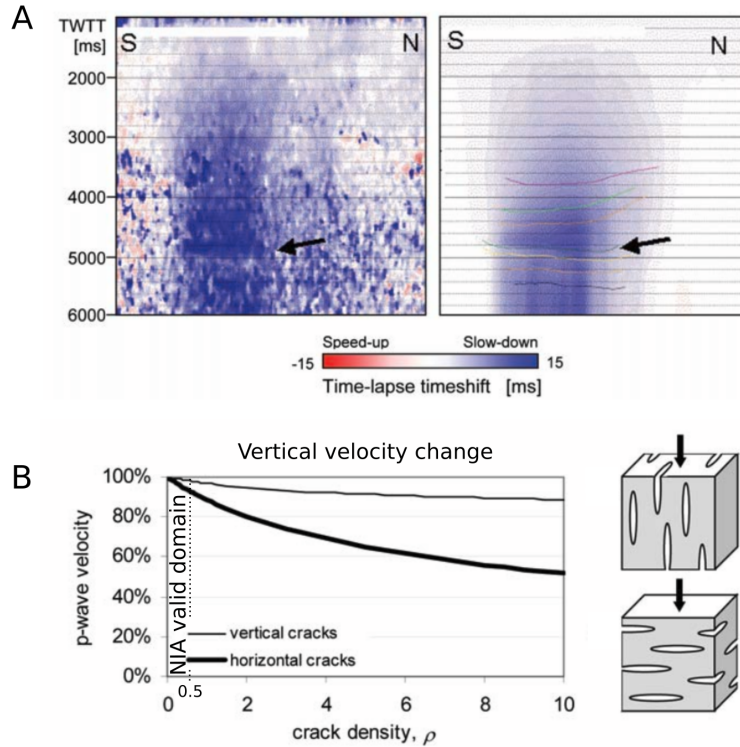 A
TWTT
[ms]
S
N
S
N
2000
3000
4000
5000
6000
Speed-up
Slow-down
-15
15
Time-lapse timeshift [ms]
B
Vertical velocity change
100%
80%
60%
40%
20%
0%
p-wave velocity
NIA valid domain
vertical cracks
horizontal cracks
0.5
0
2
4
6
8
10
crack density, ρ